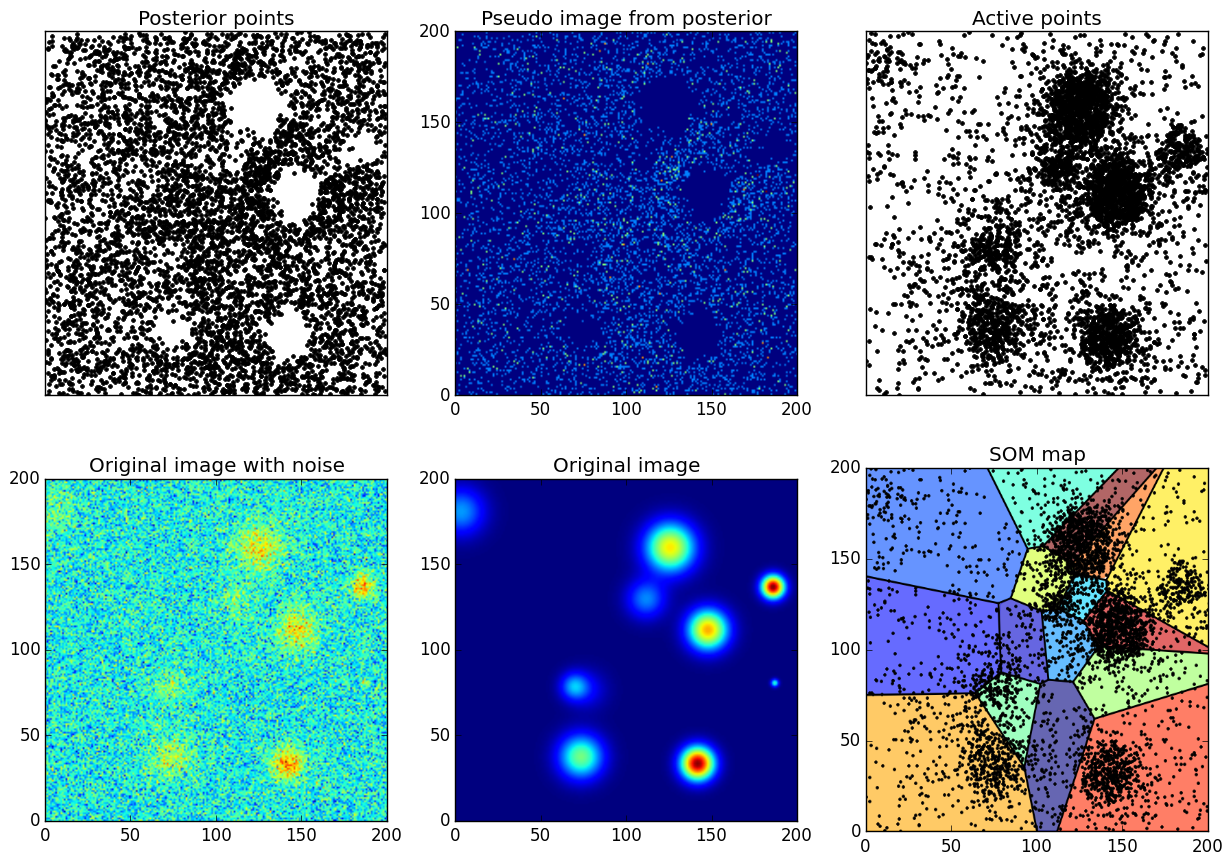 Posterior points
Pseudo image from posterior
Active points
200
150
100
50
0
0 50 100 150 200
Original image with noise
Original image
SOM map
200 200 200
150 150 150
100 100 100
50 50 50
0 0 0
0 50 100 150 200 0 50 100 150 200 0 50 100 150 200